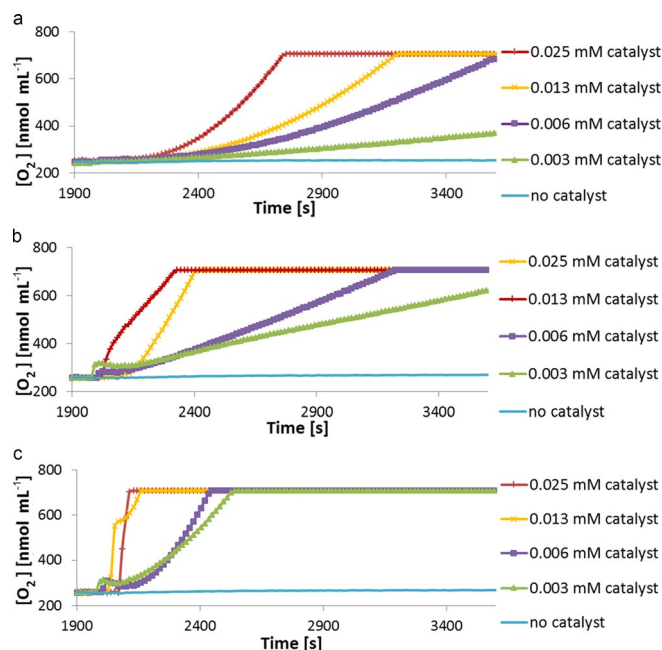 a
[O₂] [nmol mL⁻¹]
800
600
400
200
1900
2400
2900
3400
Time [s]
0.025 mM catalyst
0.013 mM catalyst
0.006 mM catalyst
0.003 mM catalyst
no catalyst
b
[O₂] [nmol mL⁻¹]
800
600
400
200
1900
2400
2900
3400
Time [s]
0.025 mM catalyst
0.013 mM catalyst
0.006 mM catalyst
0.003 mM catalyst
no catalyst
c
[O₂] [nmol mL⁻¹]
800
600
400
200
1900
2400
2900
3400
Time [s]
0.025 mM catalyst
0.013 mM catalyst
0.006 mM catalyst
0.003 mM catalyst
no catalyst